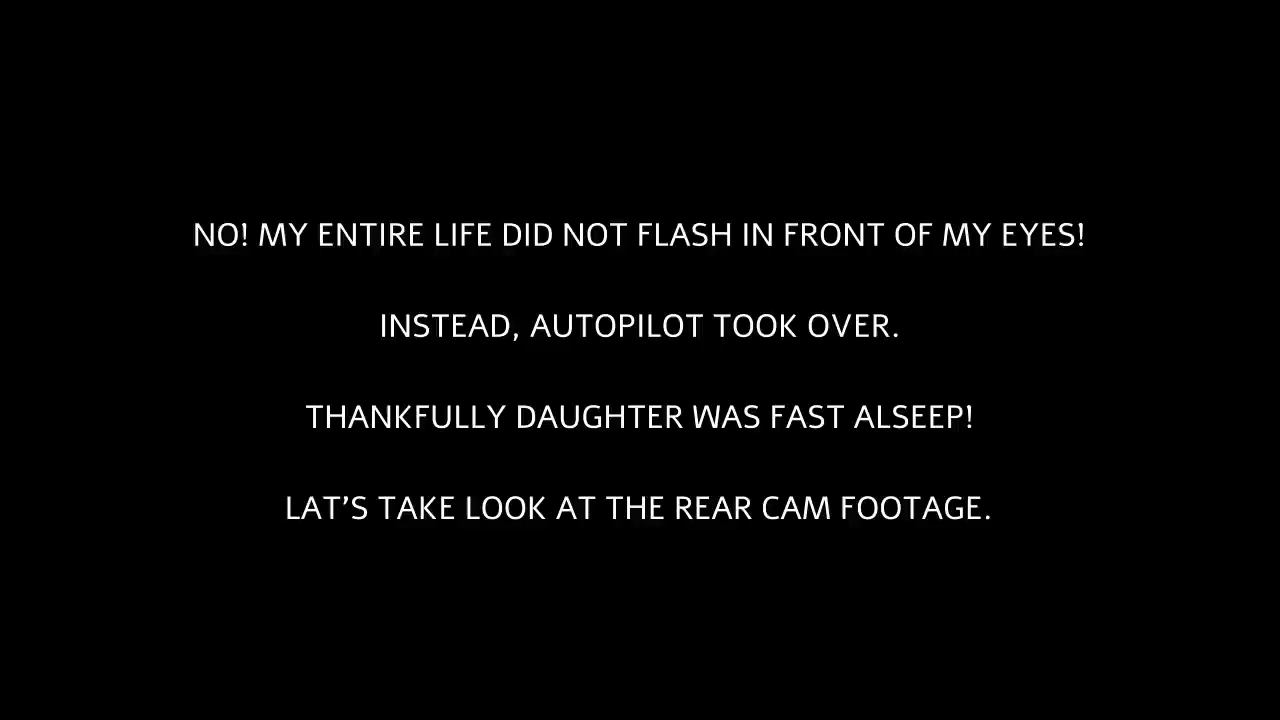 NO! MY ENTIRE LIFE DID NOT FLASH IN FRONT OF MY EYES!
INSTEAD, AUTOPILOT TOOK OVER.
THANKFULLY DAUGHTER WAS FAST ALSEEP!
LAT’S TAKE LOOK AT THE REAR CAM FOOTAGE.